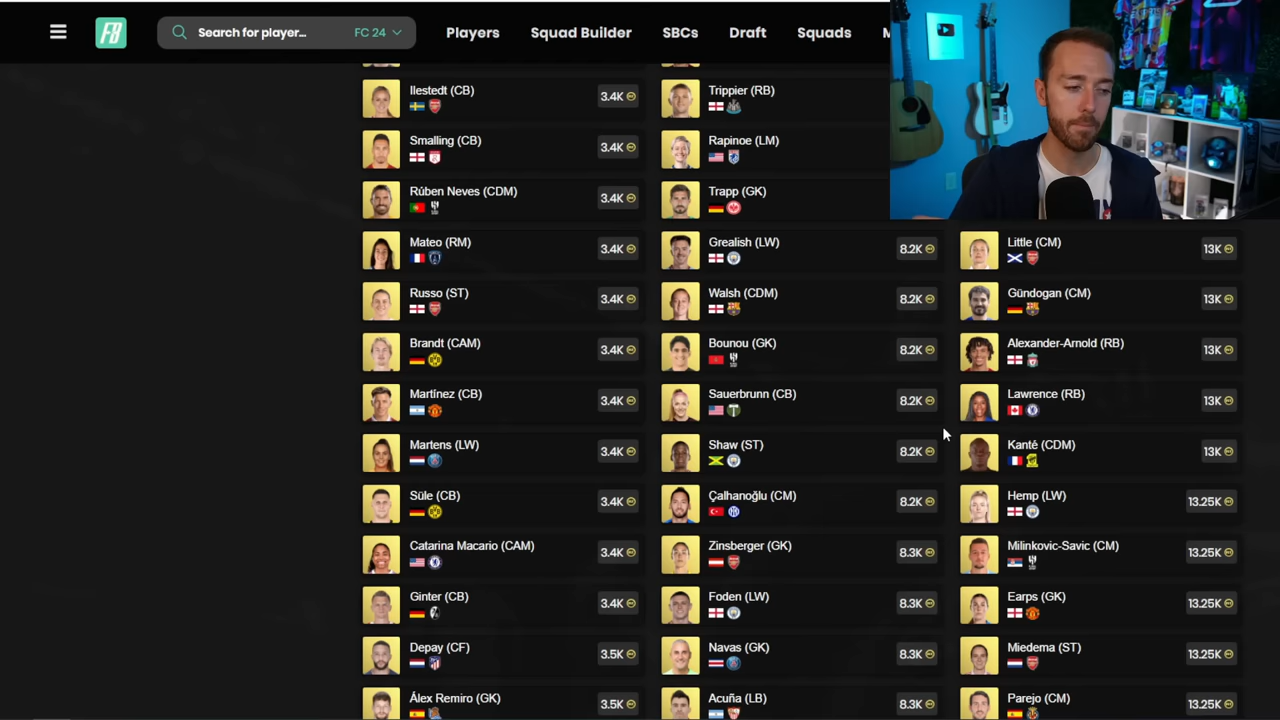 FB
Search for player...
FC 24
Players
Squad Builder
SBCs
Draft
Squads
Ilestedt (CB)
3.4K
Smalling (CB)
3.4K
Rúben Neves (CDM)
3.4K
Mateo (RM)
3.4K
Russo (ST)
3.4K
Brandt (CAM)
3.4K
Martínez (CB)
3.4K
Martens (LW)
3.4K
Süle (CB)
3.4K
Catarina Macario (CAM)
3.4K
Ginter (CB)
3.4K
Depay (CF)
3.5K
Álex Remiro (GK)
3.5K
Trippier (RB)
Rapinoe (LM)
Trapp (GK)
Grealish (LW)
8.2K
Walsh (CDM)
8.2K
Bounou (GK)
8.2K
Sauerbrunn (CB)
8.2K
Shaw (ST)
8.2K
Çalhanoğlu (CM)
8.2K
Zinsberger (GK)
8.3K
Foden (LW)
8.3K
Navas (GK)
8.3K
Acuña (LB)
8.3K
Little (CM)
13K
Gündogan (CM)
13K
Alexander-Arnold (RB)
13K
Lawrence (RB)
13K
Kanté (CDM)
13K
Hemp (LW)
13.25K
Milinkovic-Savic (CM)
13.25K
Earps (GK)
13.25K
Miedema (ST)
13.25K
Parejo (CM)
13.25K